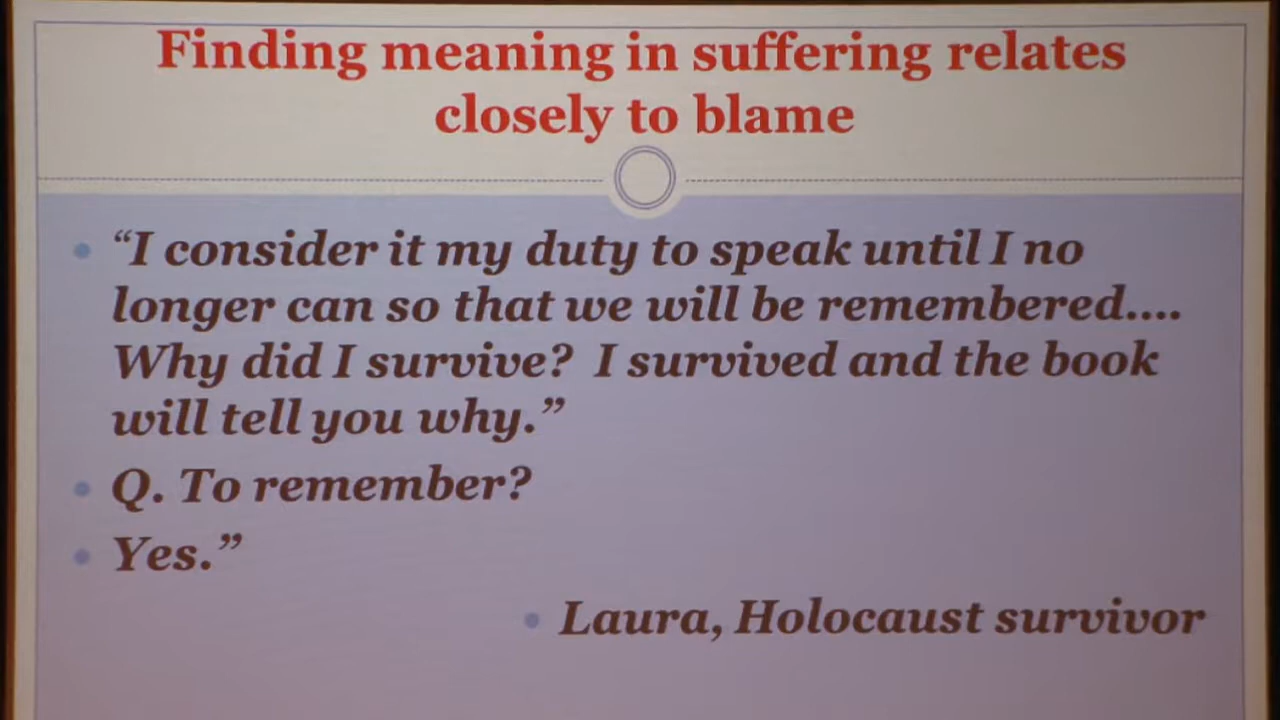 Finding meaning in suffering relates
closely to blame
“I consider it my duty to speak until I no
longer can so that we will be remembered....
Why did I survive?  I survived and the book
will tell you why.”
Q. To remember?
Yes.”
Laura, Holocaust survivor